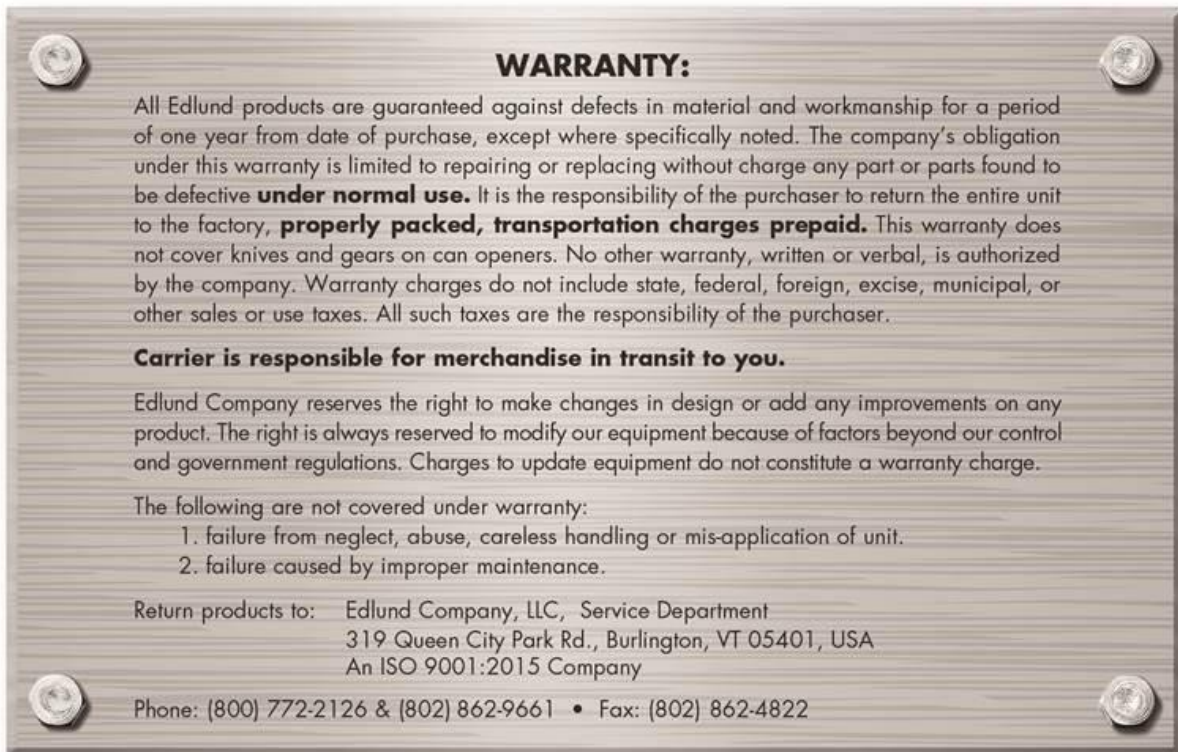 WARRANTY:
All Edlund products are guaranteed against defects in material and workmanship for a period
of one year from date of purchase, except where specifically noted. The company's obligation
under this warranty is limited to repairing or replacing without charge any part or parts found to
be defective under normal use. It is the responsibility of the purchaser to return the entire unit
to the factory, properly packed, transportation charges prepaid. This warranty does
not cover knives and gears on can openers. No other warranty, written or verbal, is authorized
by the company. Warranty charges do not include state, federal, foreign, excise, municipal, or
other sales or use taxes. All such taxes are the responsibility of the purchaser.
Carrier is responsible for merchandise in transit to you.
Edlund Company reserves the right to make changes in design or add any improvements on any
product. The right is always reserved to modify our equipment because of factors beyond our control
and government regulations. Charges to update equipment do not constitute a warranty charge.
The following are not covered under warranty:
1. failure from neglect, abuse, careless handling or mis-application of unit.
2. failure caused by improper maintenance.
Return products to: Edlund Company, LLC, Service Department
319 Queen City Park Rd., Burlington, VT 05401, USA
An ISO 9001:2015 Company
Phone: (800) 772-2126 & (802) 862-9661 • Fax: (802) 862-4822